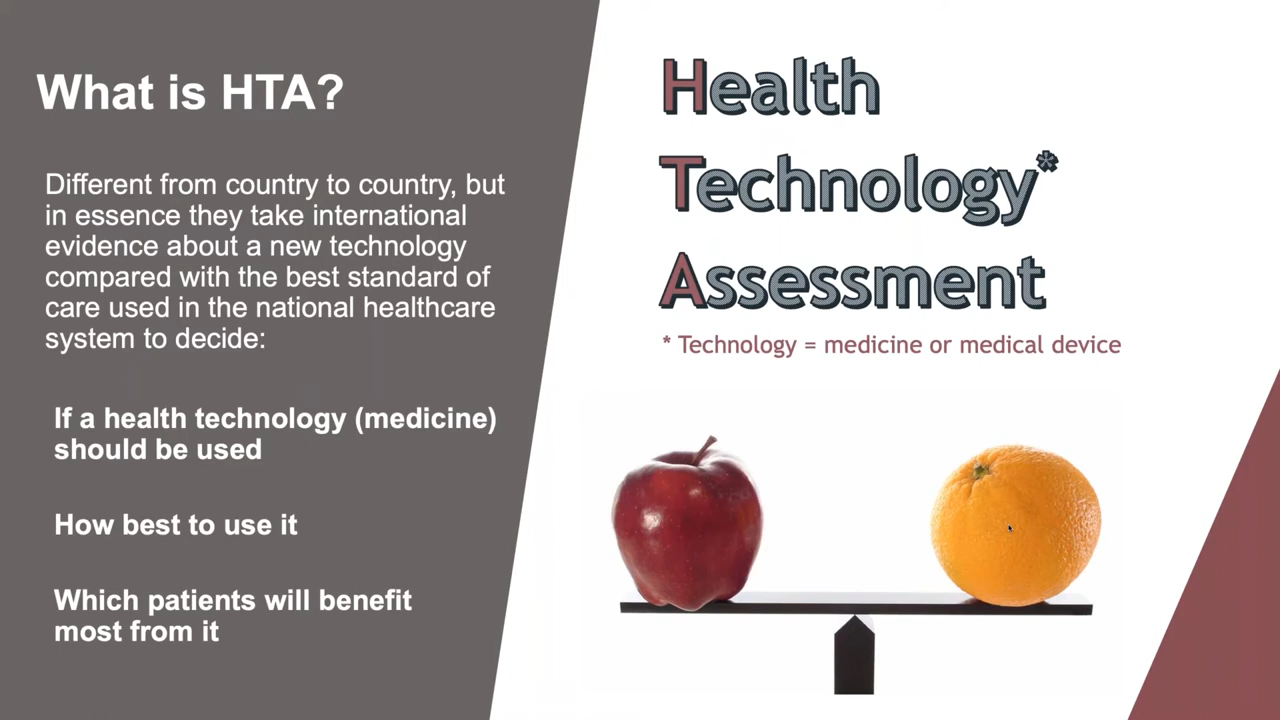 What is HTA?
Different from country to country, but
in essence they take international
evidence about a new technology
compared with the best standard of
care used in the national healthcare
system to decide:
If a health technology (medicine)
should be used
How best to use it
Which patients will benefit
most from it
Health
Technology*
Assessment
* Technology = medicine or medical device